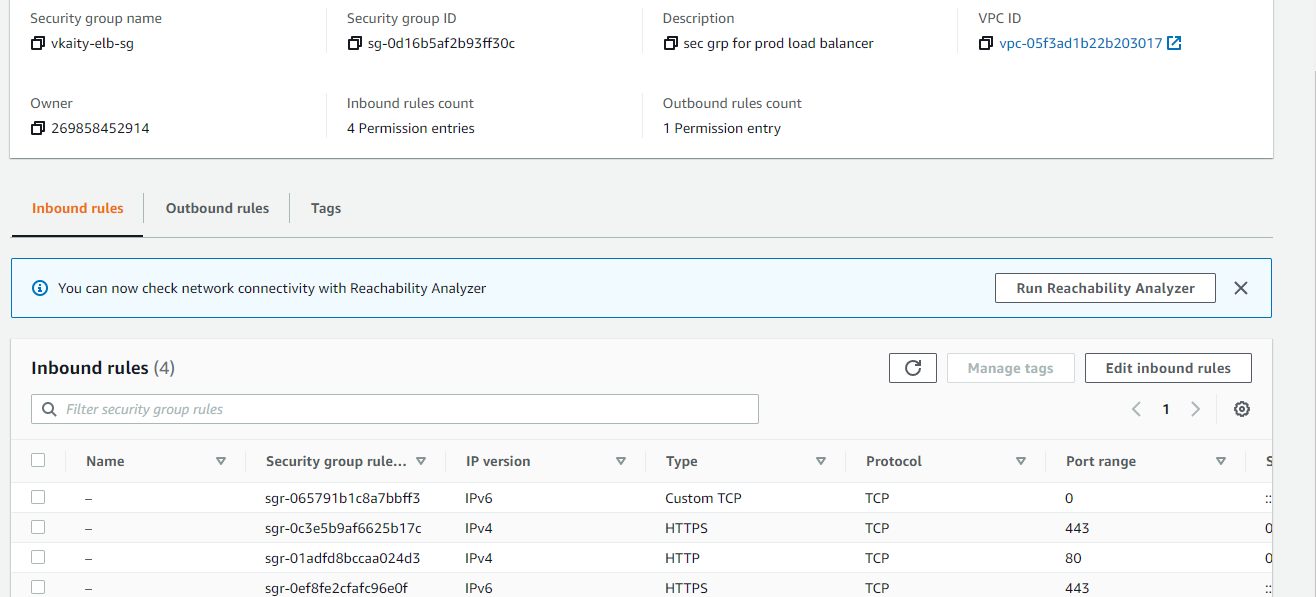 Security group name
Security group ID
Description
VPC ID
vkaity-elb-sg
sg-0d16b5af2b93ff30c
sec grp for prod load balancer
vpc-05f3ad1b22b203017
Owner
Inbound rules count
Outbound rules count
269858452914
4 Permission entries
1 Permission entry
Inbound rules
Outbound rules
Tags
You can now check network connectivity with Reachability Analyzer
Run Reachability Analyzer
Inbound rules (4)
Manage tags
Edit inbound rules
Filter security group rules
1
Name
Security group rule...
IP version
Type
Protocol
Port range
S
– sgr-065791b1c8a7bbff3 IPv6 Custom TCP TCP 0 ::
– sgr-0c3e5b9af6625b17c IPv4 HTTPS TCP 443 0
– sgr-01adfd8bccaa024d3 IPv4 HTTP TCP 80 0
– sgr-0ef8fe2cfafc96e0f IPv6 HTTPS TCP 443 ::